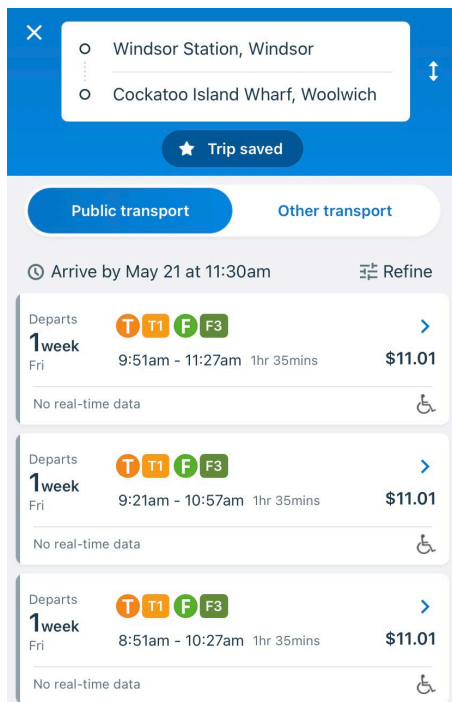 Windsor Station, Windsor
Cockatoo Island Wharf, Woolwich
Trip saved
Public transport Other transport
Arrive by May 21 at 11:30am Refine
Departs
T T1 F F3
1week
9:51am - 11:27am 1hr 35mins $11.01
Fri
No real-time data
Departs
T T1 F F3
1week
9:21am - 10:57am 1hr 35mins $11.01
Fri
No real-time data
Departs
T T1 F F3
1week
8:51am - 10:27am 1hr 35mins $11.01
Fri
No real-time data